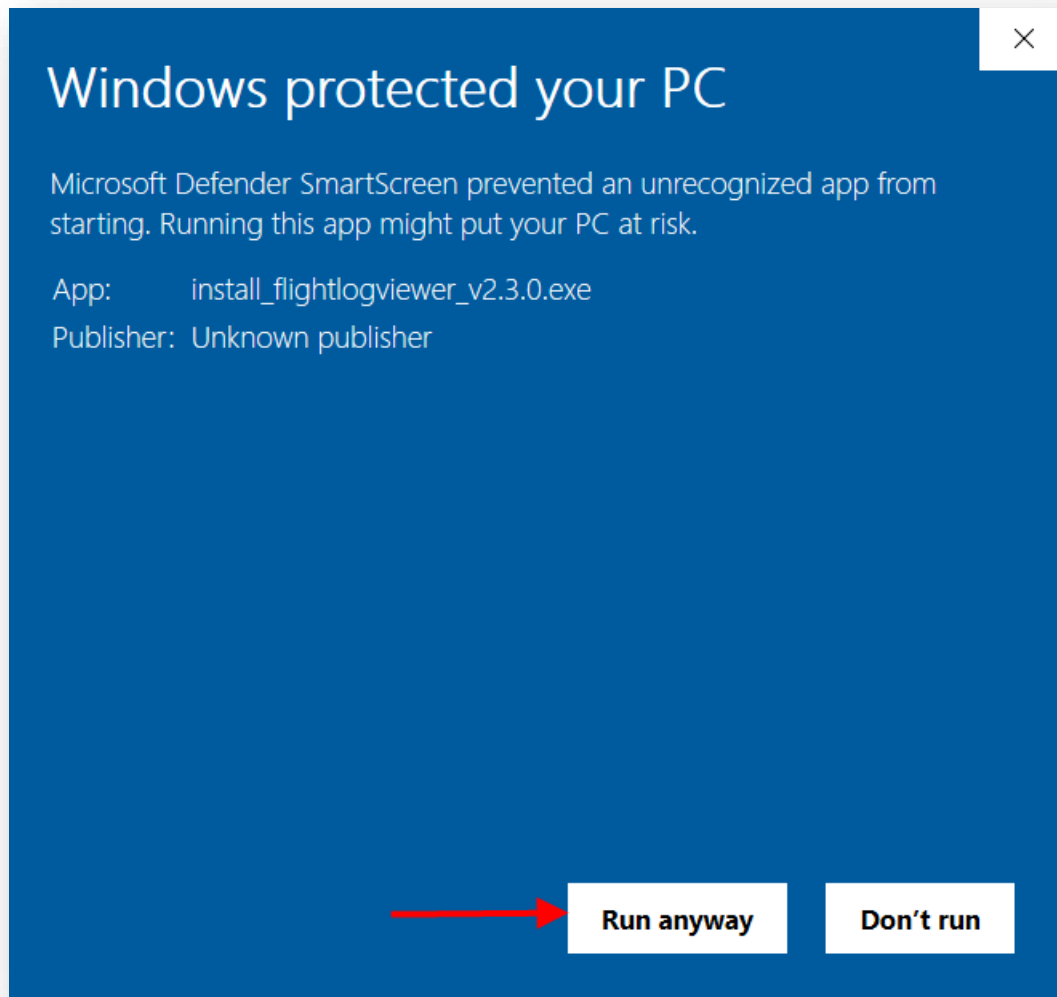 Windows protected your PC
Microsoft Defender SmartScreen prevented an unrecognized app from
starting. Running this app might put your PC at risk.
App: install_flightlogviewer_v2.3.0.exe
Publisher: Unknown publisher
Run anyway Don’t run